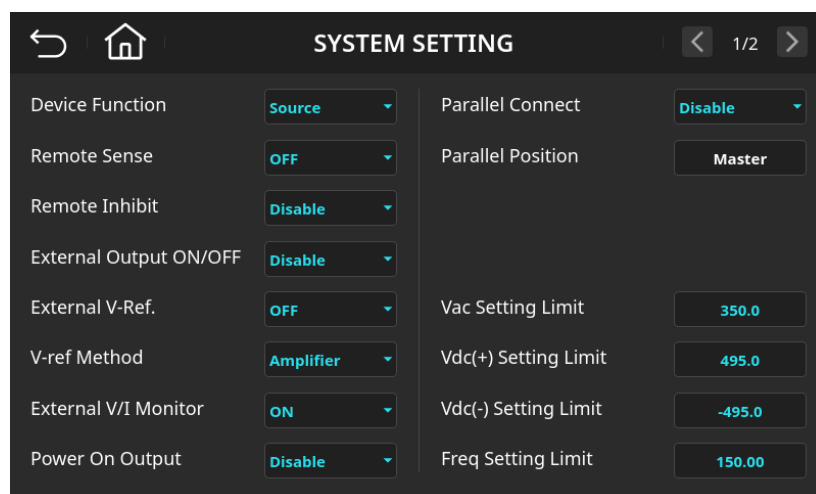 SYSTEM SETTING
1/2
Device Function Source
Remote Sense OFF
Remote Inhibit Disable
External Output ON/OFF Disable
External V-Ref. OFF
V-ref Method Amplifier
External V/I Monitor ON
Power On Output Disable
Parallel Connect Disable
Parallel Position Master
Vac Setting Limit 350.0
Vdc(+) Setting Limit 495.0
Vdc(-) Setting Limit -495.0
Freq Setting Limit 150.00